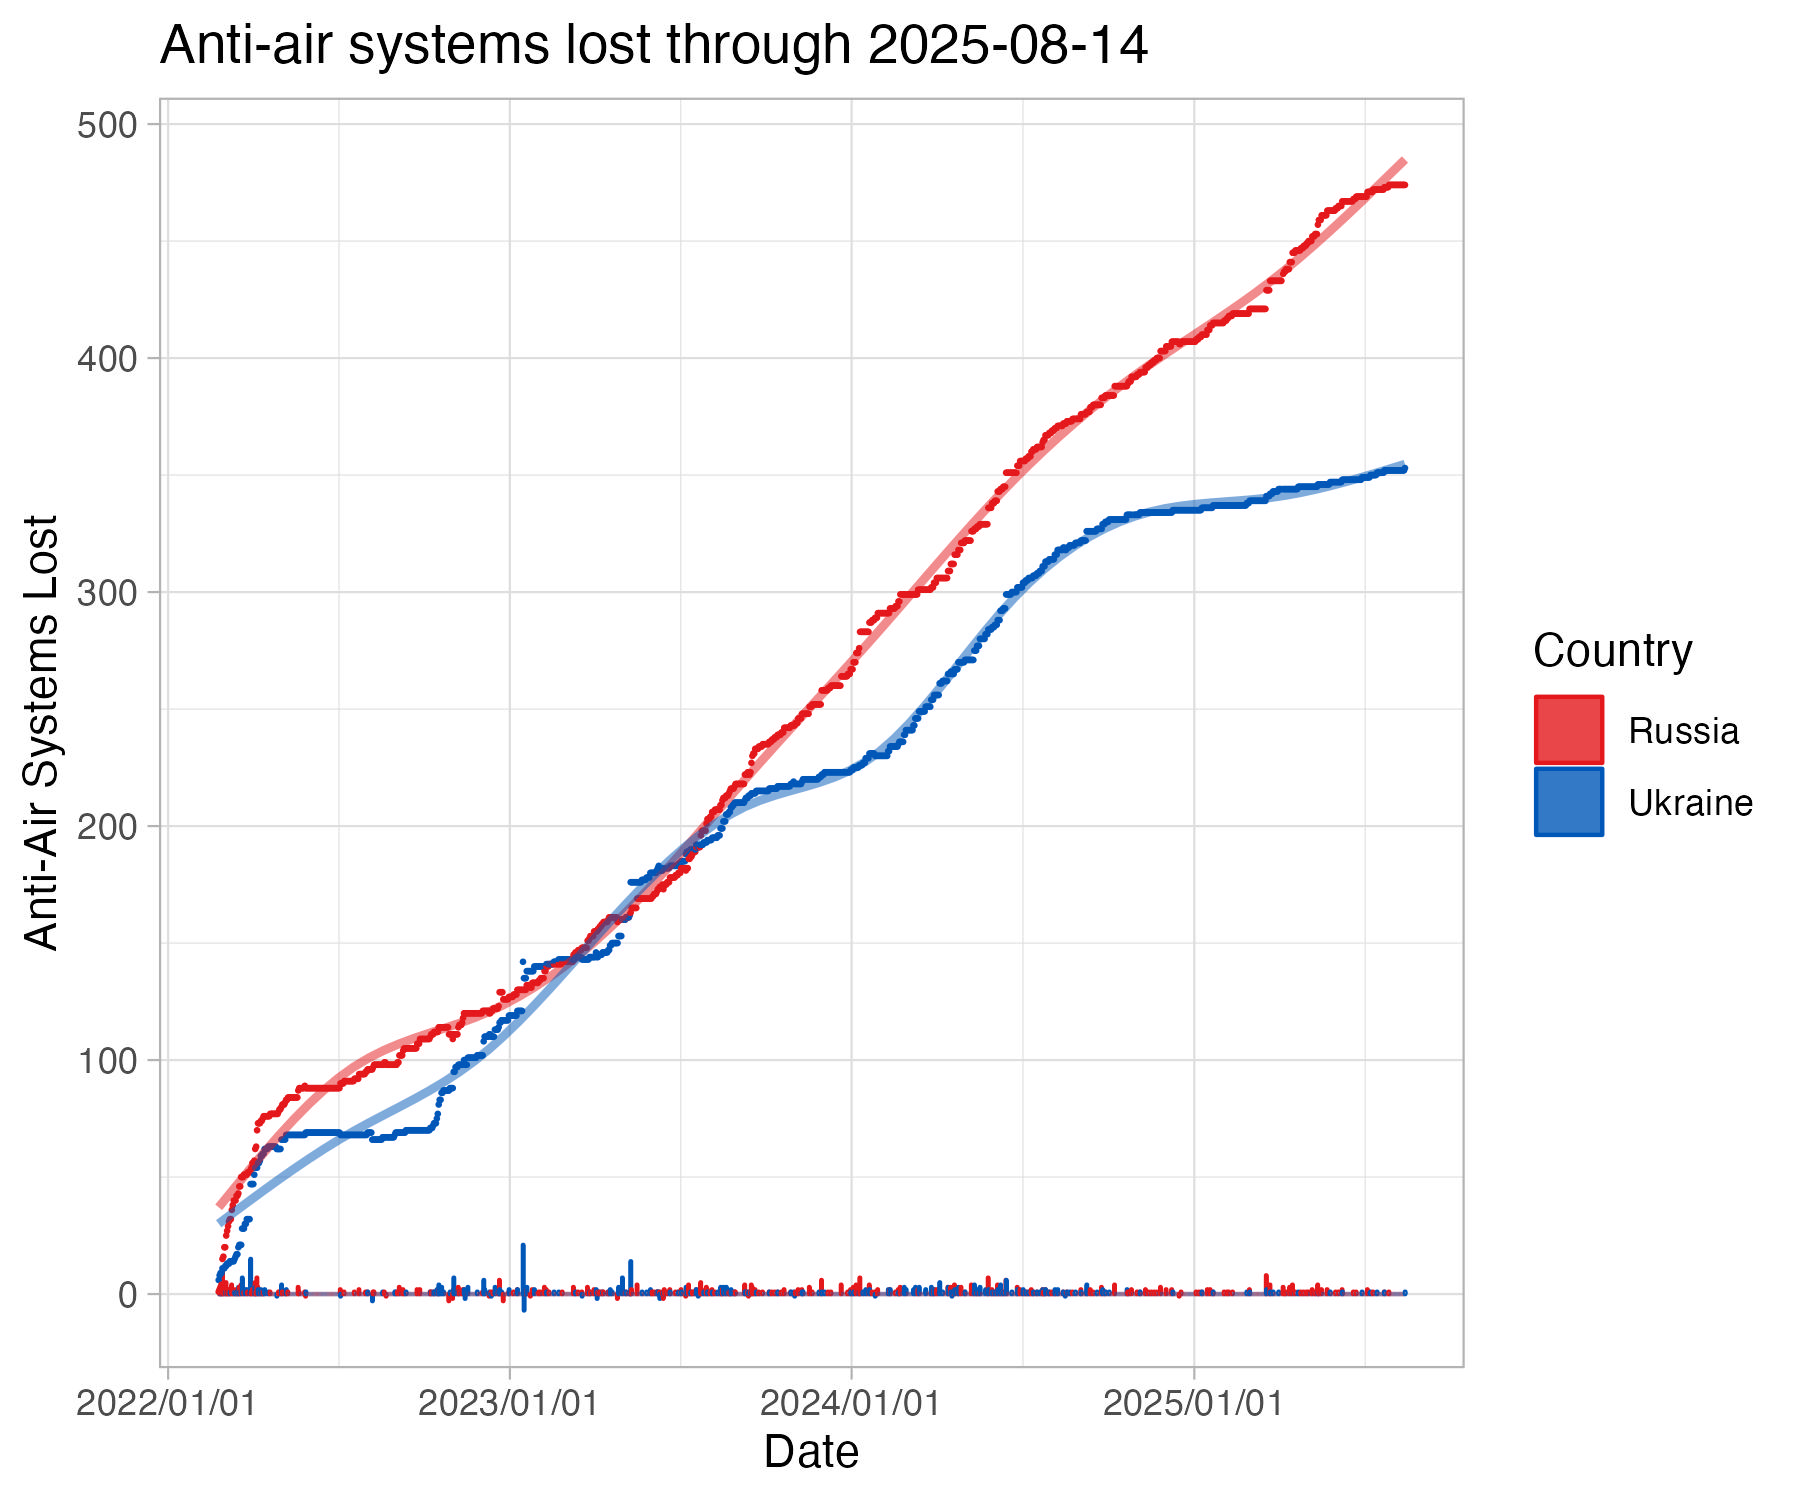 Anti-air systems lost through 2025-08-14
500
400
300
200
100
0
Anti-Air Systems Lost
2022/01/01
2023/01/01
2024/01/01
2025/01/01
Date
Country
Russia
Ukraine